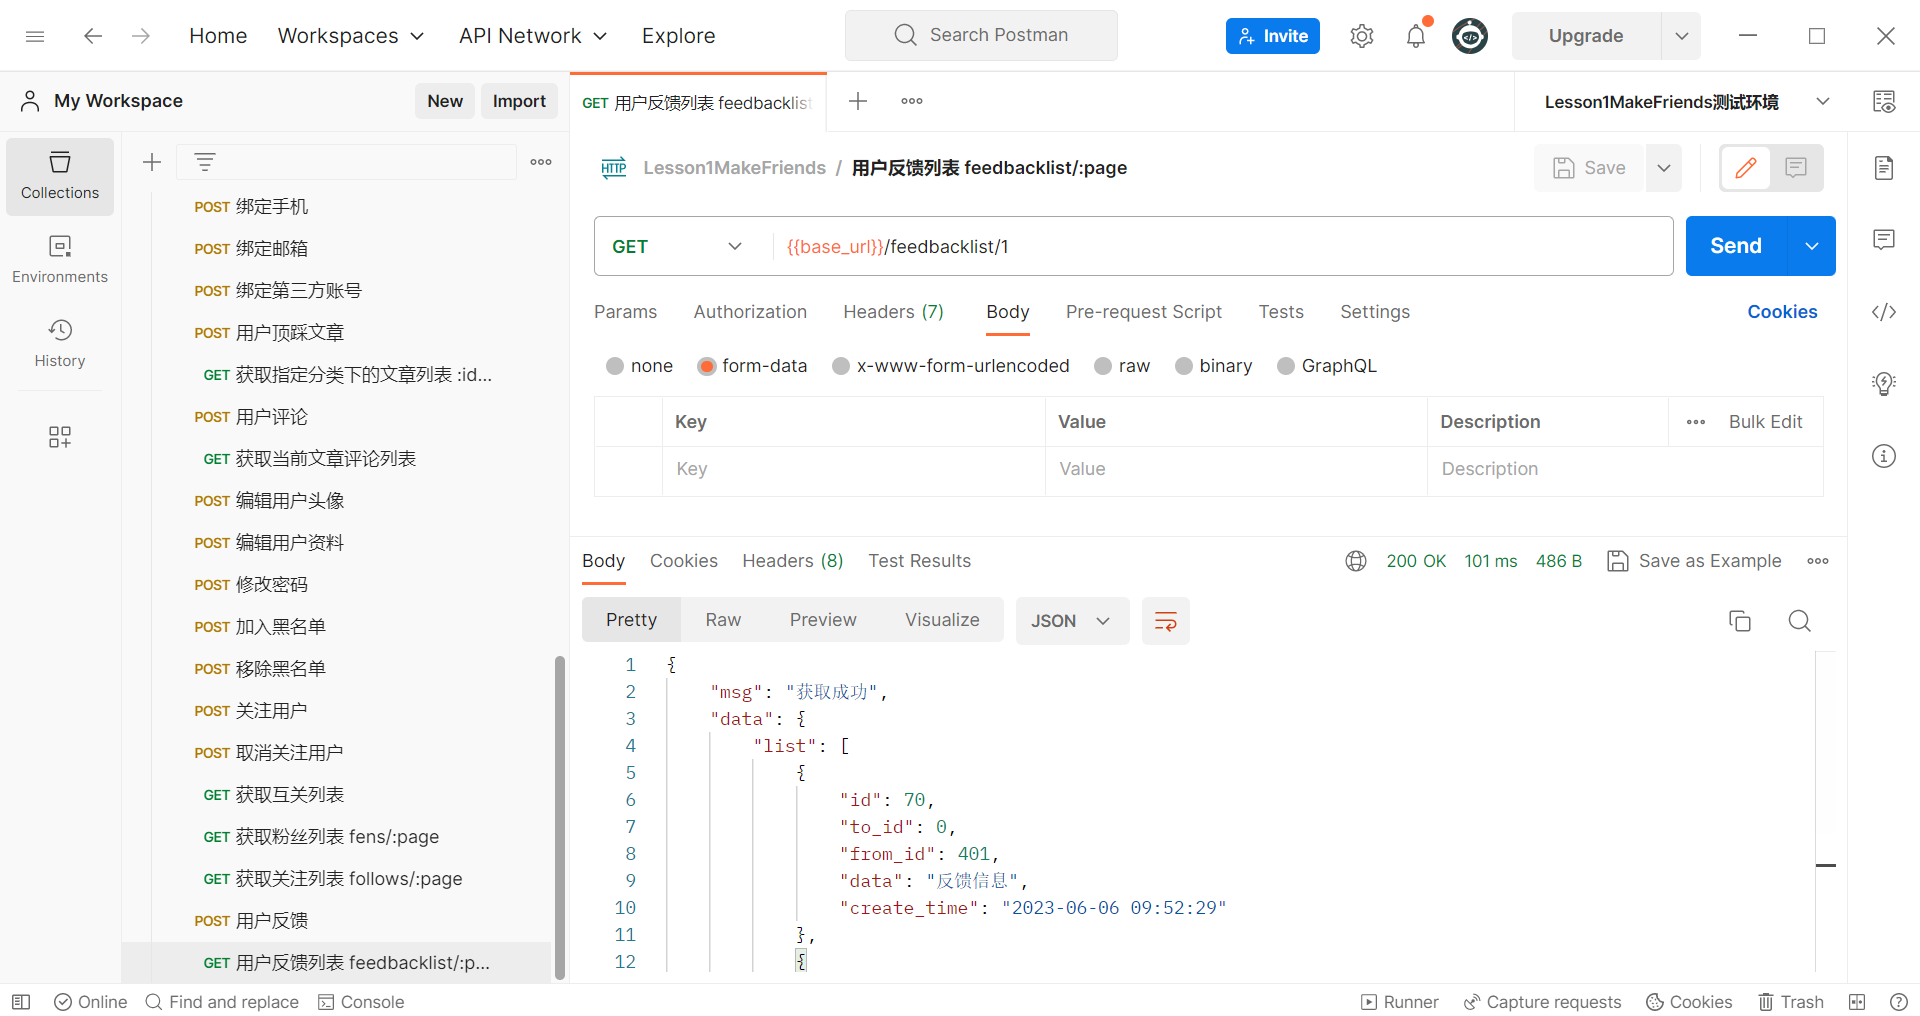 Home Workspaces API Network Explore Search Postman Invite Upgrade
My Workspace New Import
GET 用户反馈列表 feedbacklist
Lesson1MakeFriends测试环境
Collections
Environments
History
POST 绑定手机
POST 绑定邮箱
POST 绑定第三方账号
POST 用户顶踩文章
GET 获取指定分类下的文章列表 :id...
POST 用户评论
GET 获取当前文章评论列表
POST 编辑用户头像
POST 编辑用户资料
POST 修改密码
POST 加入黑名单
POST 移除黑名单
POST 关注用户
POST 取消关注用户
GET 获取互关列表
GET 获取粉丝列表 fens/:page
GET 获取关注列表 follows/:page
POST 用户反馈
GET 用户反馈列表 feedbacklist/:p...
HTTP Lesson1MakeFriends / 用户反馈列表 feedbacklist/:page Save
GET {{base_url}}/feedbacklist/1 Send
Params Authorization Headers (7) Body Pre-request Script Tests Settings Cookies
none form-data x-www-form-urlencoded raw binary GraphQL
Key Value Description Bulk Edit
Key Value Description
Body Cookies Headers (8) Test Results 200 OK 101 ms 486 B Save as Example
Pretty Raw Preview Visualize JSON
1 {
2 "msg": "获取成功",
3 "data": {
4 "list": [
5 {
6 "id": 70,
7 "to_id": 0,
8 "from_id": 401,
9 "data": "反馈信息",
10 "create_time": "2023-06-06 09:52:29"
11 },
12 {
Online Find and replace Console Runner Capture requests Cookies Trash